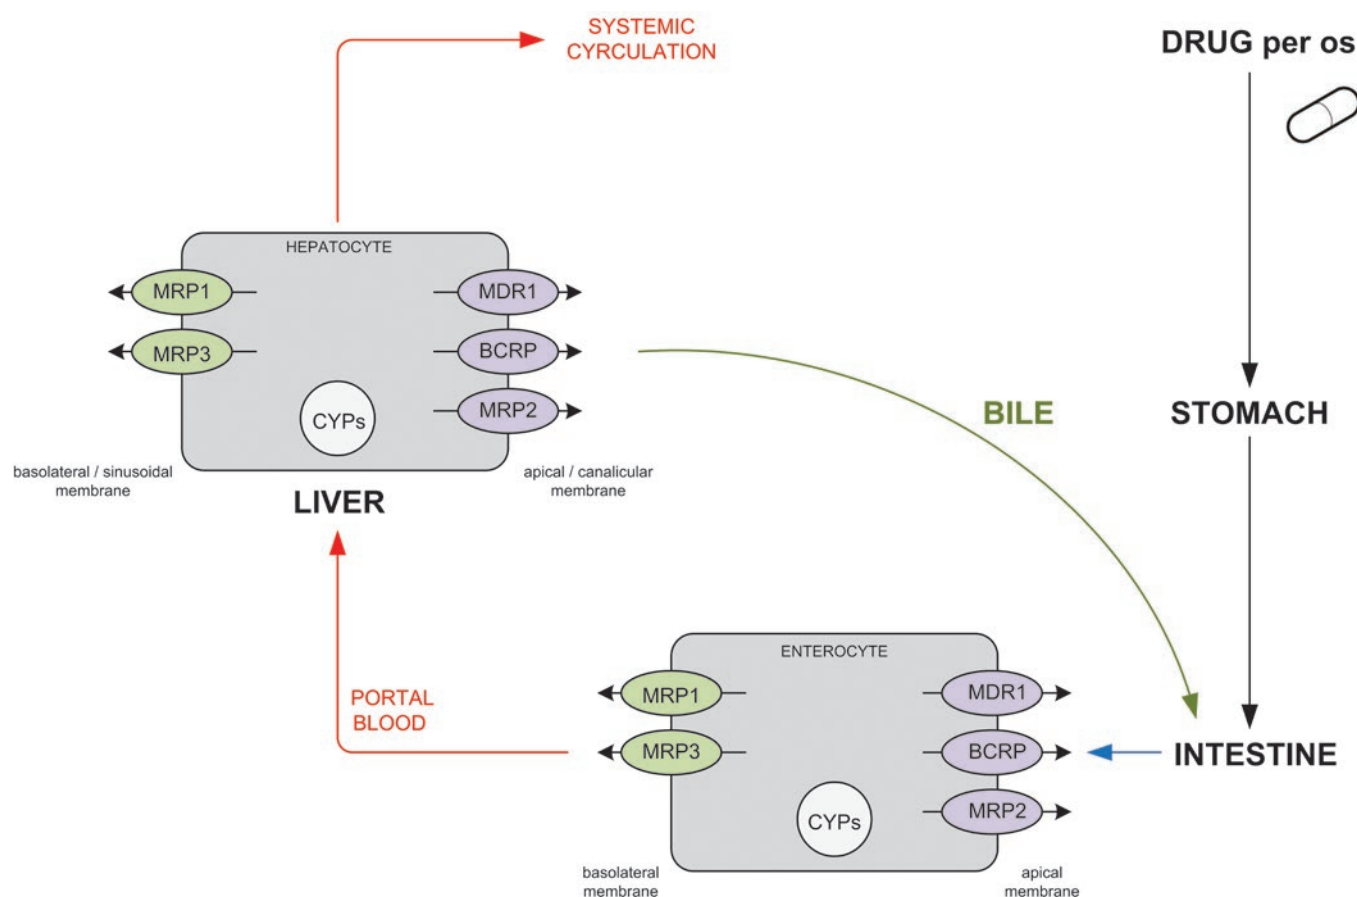 SYSTEMIC
CYRCULATION
DRUG per os
HEPATOCYTE
MRP1
MDR1
MRP3
BCRP
MRP2
CYPs
BILE
STOMACH
basolateral / sinusoidal
membrane
apical / canalicular
membrane
LIVER
ENTEROCYTE
MRP1
MDR1
PORTAL
BLOOD
MRP3
BCRP
INTESTINE
MRP2
CYPs
basolateral
membrane
apical
membrane